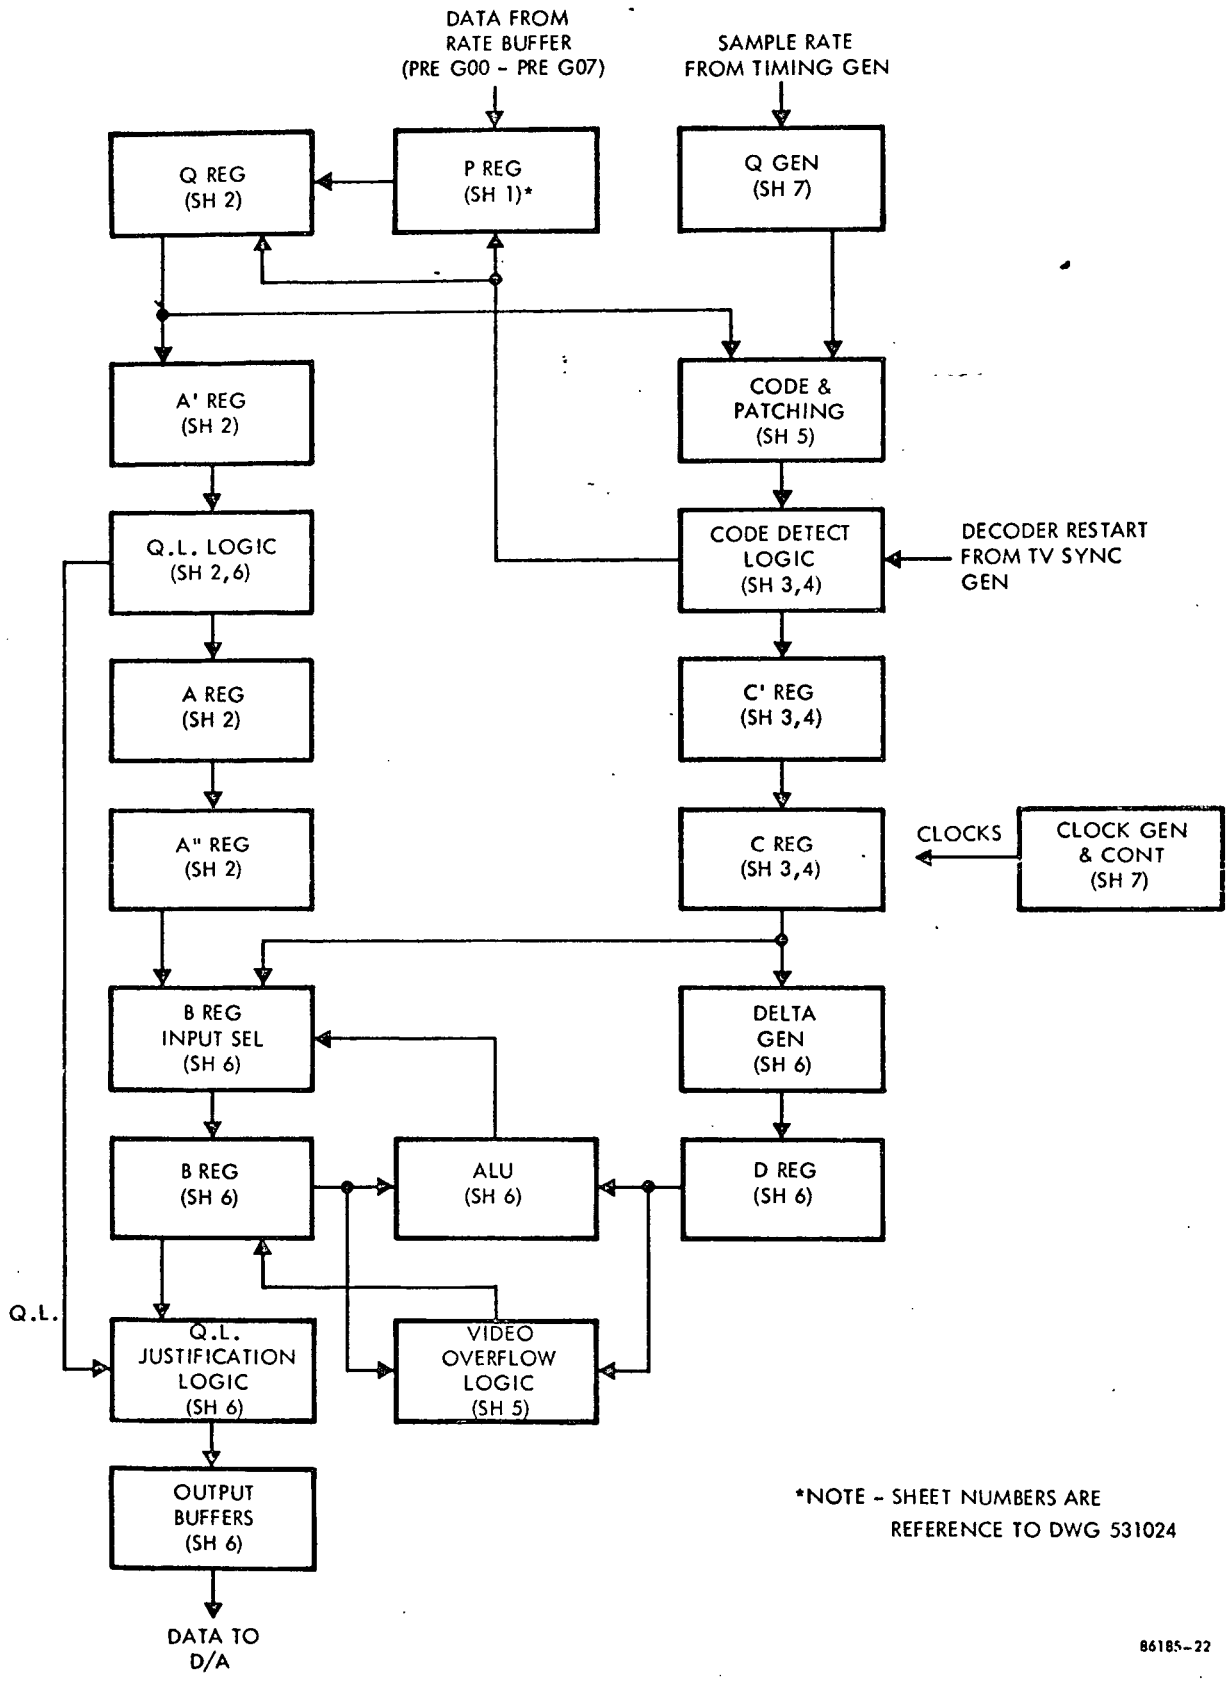 DATA FROM
RATE BUFFER
(PRE G00 - PRE G07)
SAMPLE RATE
FROM TIMING GEN
Q REG
(SH 2)
P REG
(SH 1)*
Q GEN
(SH 7)
A' REG
(SH 2)
CODE &
PATCHING
(SH 5)
Q.L. LOGIC
(SH 2,6)
CODE DETECT
LOGIC
(SH 3,4)
DECODER RESTART
FROM TV SYNC
GEN
A REG
(SH 2)
C' REG
(SH 3,4)
A" REG
(SH 2)
C REG
(SH 3,4)
CLOCKS
CLOCK GEN
& CONT
(SH 7)
B REG
INPUT SEL
(SH 6)
DELTA
GEN
(SH 6)
B REG
(SH 6)
ALU
(SH 6)
D REG
(SH 6)
Q.L.
Q.L.
JUSTIFICATION
LOGIC
(SH 6)
VIDEO
OVERFLOW
LOGIC
(SH 5)
OUTPUT
BUFFERS
(SH 6)
*NOTE - SHEET NUMBERS ARE
REFERENCE TO DWG 531024
DATA TO
D/A
86185-22